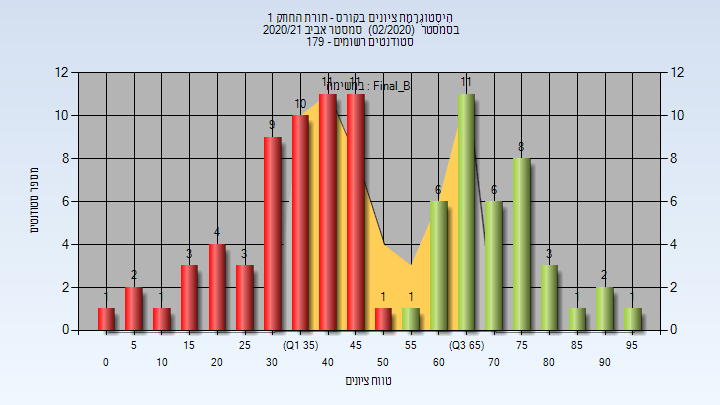 היסטוגרמת ציונים בקורס - תורת החוזק 1
בסמסטר (02/2020) סמסטר אביב 2020/21
סטודנטים רשומים - 179
במשימה : Final_B
מספר סטודנטים
12 10 8 6 4 2 0
1 2 1 3 4 3 9 10 11 11 1 1 6 11 6 8 3 1 2 1
12 10 8 6 4 2 0
5 15 25 (Q1 35) 45 55 (Q3 65) 75 85 95
0 10 20 30 40 50 60 70 80 90
טווח ציונים